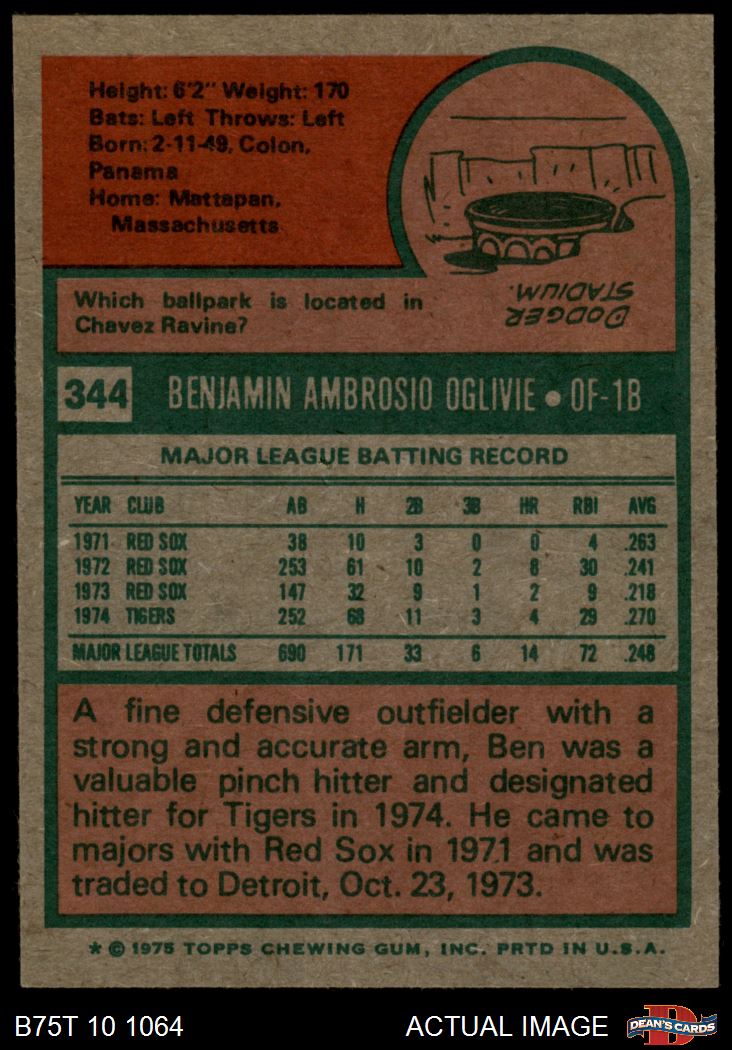 Height: 6'2" Weight: 170
Bats: Left Throws: Left
Born: 2-11-49, Colon,
Panama
Home: Mattapan,
Massachusetts
Which ballpark is located in
Chavez Ravine?
DODGER
STADIUM.
344 BENJAMIN AMBROSIO OGLIVIE • OF-1B
MAJOR LEAGUE BATTING RECORD
YEAR CLUB AB H 2B 3B HR RBI AVG
1971 RED SOX 38 10 3 0 0 4 .263
1972 RED SOX 253 61 10 2 8 30 .241
1973 RED SOX 147 32 9 1 2 9 .218
1974 TIGERS 252 68 11 3 4 29 .270
MAJOR LEAGUE TOTALS 690 171 33 6 14 72 .248
A fine defensive outfielder with a
strong and accurate arm, Ben was a
valuable pinch hitter and designated
hitter for Tigers in 1974. He came to
majors with Red Sox in 1971 and was
traded to Detroit, Oct. 23, 1973.
* © 1975 TOPPS CHEWING GUM, INC. PRTD IN U.S.A.
B75T 10 1064 ACTUAL IMAGE DEAN'S CARDS